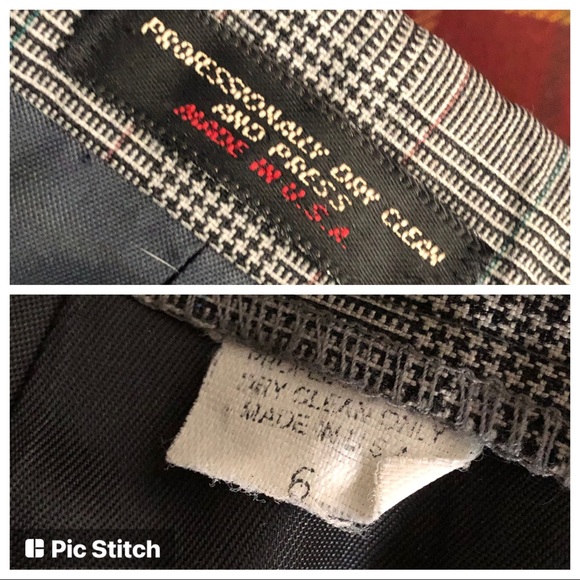 PROFESSIONALLY DRY CLEAN
AND PRESS
MADE IN U.S.A
DRY CLEAN ONLY
MADE IN U S A
6
Pic Stitch